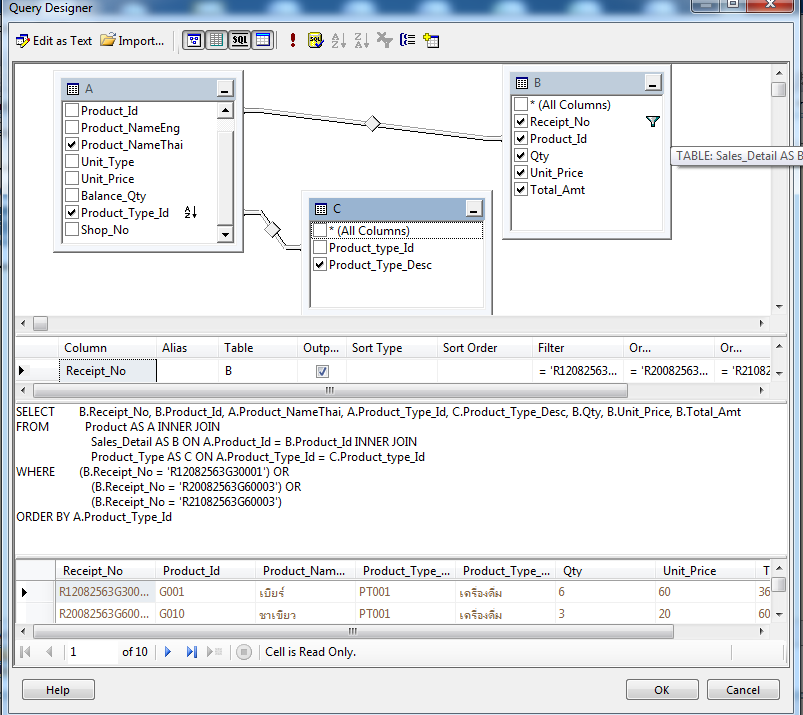 Query Designer
Edit as Text Import... SQL SQL
A
Product_Id
Product_NameEng
Product_NameThai
Unit_Type
Unit_Price
Balance_Qty
Product_Type_Id
Shop_No
B
* (All Columns)
Receipt_No
Product_Id
Qty
Unit_Price
Total_Amt
TABLE: Sales_Detail AS B
C
* (All Columns)
Product_type_Id
Product_Type_Desc
Column Alias Table Outp... Sort Type Sort Order Filter Or... Or...
Receipt_No B = 'R12082563... = 'R20082563... = 'R21082
SELECT B.Receipt_No, B.Product_Id, A.Product_NameThai, A.Product_Type_Id, C.Product_Type_Desc, B.Qty, B.Unit_Price, B.Total_Amt
FROM Product AS A INNER JOIN
Sales_Detail AS B ON A.Product_Id = B.Product_Id INNER JOIN
Product_Type AS C ON A.Product_Type_Id = C.Product_type_Id
WHERE (B.Receipt_No = 'R12082563G30001') OR
(B.Receipt_No = 'R20082563G60003') OR
(B.Receipt_No = 'R21082563G60003')
ORDER BY A.Product_Type_Id
Receipt_No Product_Id Product_Nam... Product_Type_... Product_Type_... Qty Unit_Price T
R12082563G300... G001 เบียร์ PT001 เครื่องดื่ม 6 60 36
R20082563G600... G010 ชาเขียว PT001 เครื่องดื่ม 3 20 60
1 of 10 Cell is Read Only.
Help OK Cancel